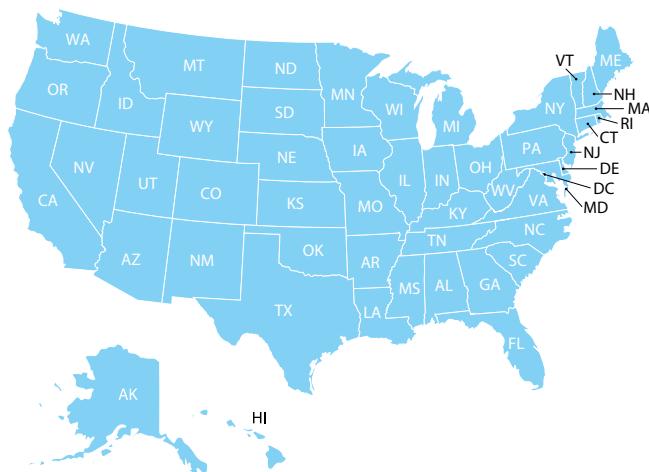 WA
MT
ND
MN
VT
ME
OR
ID
SD
WI
MI
NY
NH
MA
WY
RI
CT
NE
IA
PA
NJ
NV
UT
CO
IL
IN
OH
DE
CA
KS
MO
WV
DC
KY
VA
MD
TN
NC
AZ
NM
OK
AR
SC
TX
MS
AL
GA
LA
FL
AK
HI